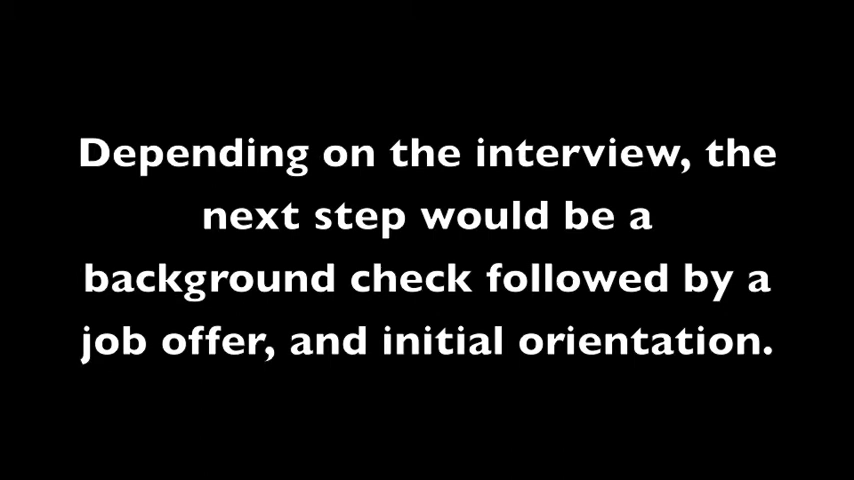 Depending on the interview, the
next step would be a
background check followed by a
job offer, and initial orientation.